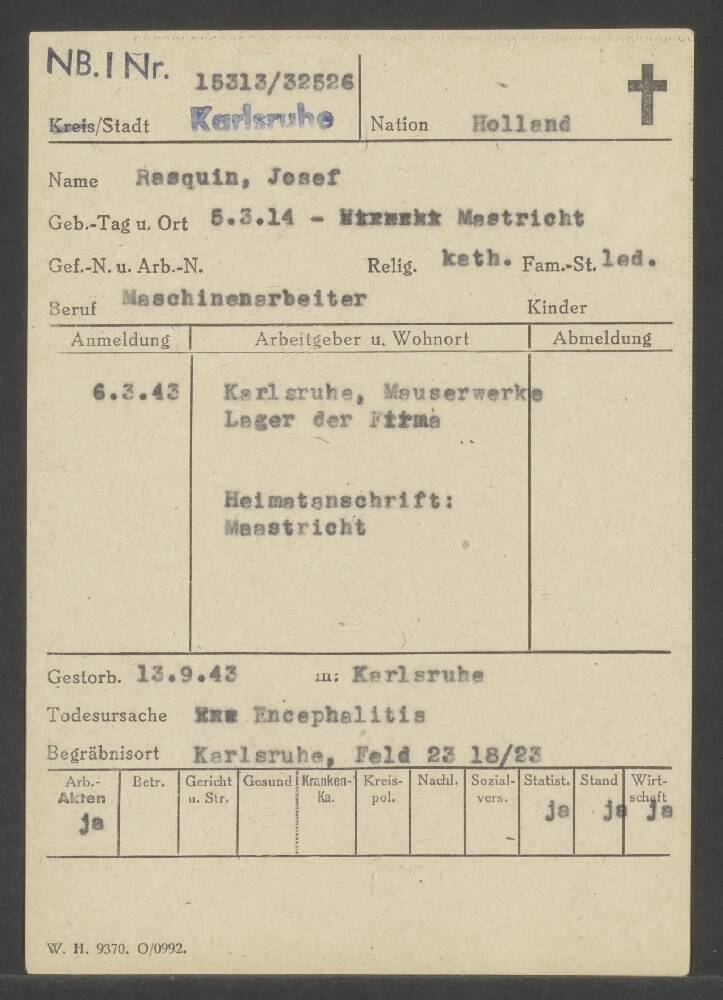 NB. I Nr. 15313/32526
Kreis/Stadt Karlsruhe Nation Holland
Name Rasquin, Josef
Geb.-Tag u. Ort 5.3.14 - Mastricht
Gef.-N. u. Arb.-N. Relig. kath. Fam.-St. led.
Beruf Maschinenarbeiter Kinder
Anmeldung Arbeitgeber u. Wohnort Abmeldung
6.3.43 Karlsruhe, Mauserwerke
Lager der Firma
Heimatanschrift:
Maastricht
Gestorb. 13.9.43 in: Karlsruhe
Todesursache Encephalitis
Begräbnisort Karlsruhe, Feld 23 18/23
Arb.- Betr. Gericht Gesund Kranken- Kreis- Nachl. Sozial- Statist. Stand Wirt-
Akten u. Str. Ka. pol. vers. schaft
ja ja ja ja
W. H. 9370. O/0992.